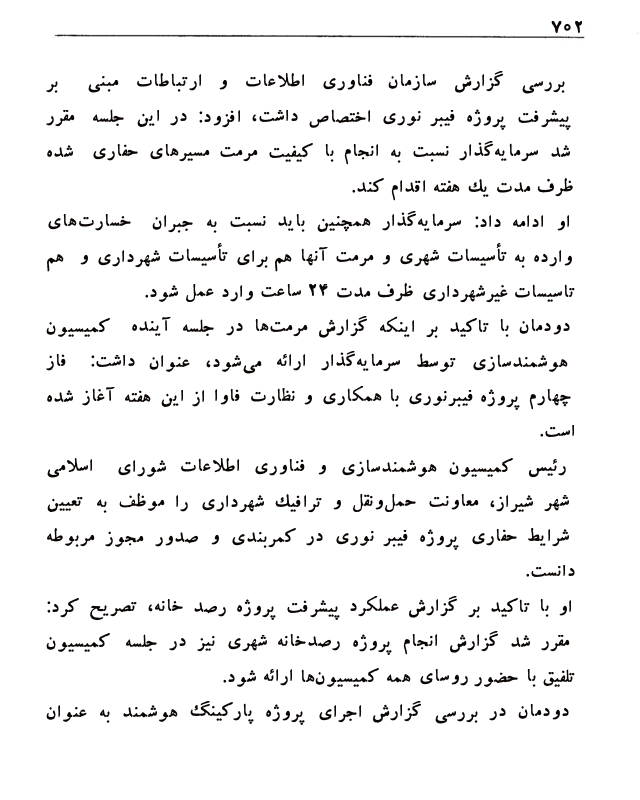 ۷۰۲
بررسی گزارش سازمان فناوری اطلاعات و ارتباطات مبنی بر
پیشرفت پروژه فیبر نوری اختصاص داشت، افزود: در این جلسه مقرر
شد سرمایه‌گذار نسبت به انجام با کیفیت مرمت مسیرهای حفاری شده
ظرف مدت یك هفته اقدام کند.
او ادامه داد: سرمایه‌گذار همچنین باید نسبت به جبران خسارت‌های
وارده به تأسیسات شهری و مرمت آنها هم برای تأسیسات شهرداری و هم
تاسیسات غیرشهرداری ظرف مدت ۲۴ ساعت وارد عمل شود.
دودمان با تاکید بر اینکه گزارش مرمت‌ها در جلسه آینده کمیسیون
هوشمندسازی توسط سرمایه‌گذار ارائه می‌شود، عنوان داشت: فاز
چهارم پروژه فیبرنوری با همکاری و نظارت فاوا از این هفته آغاز شده
است.
رئیس کمیسیون هوشمندسازی و فناوری اطلاعات شورای اسلامی
شهر شیراز، معاونت حمل‌ونقل و ترافیك شهرداری را موظف به تعیین
شرایط حفاری پروژه فیبر نوری در کمربندی و صدور مجوز مربوطه
دانست.
او با تاکید بر گزارش عملکرد پیشرفت پروژه رصد خانه، تصریح کرد:
مقرر شد گزارش انجام پروژه رصدخانه شهری نیز در جلسه کمیسیون
تلفیق با حضور روسای همه کمیسیون‌ها ارائه شود.
دودمان در بررسی گزارش اجرای پروژه پارکینگ هوشمند به عنوان